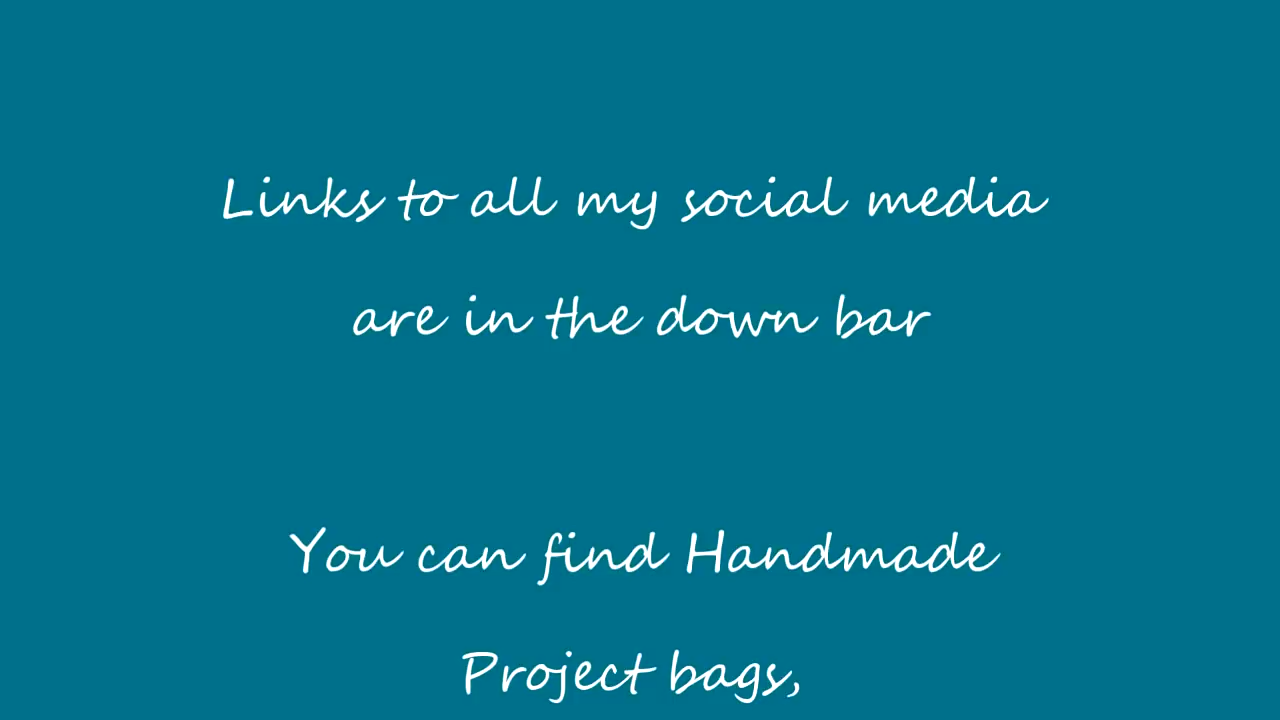 Links to all my social media
are in the down bar
You can find Handmade
Project bags,